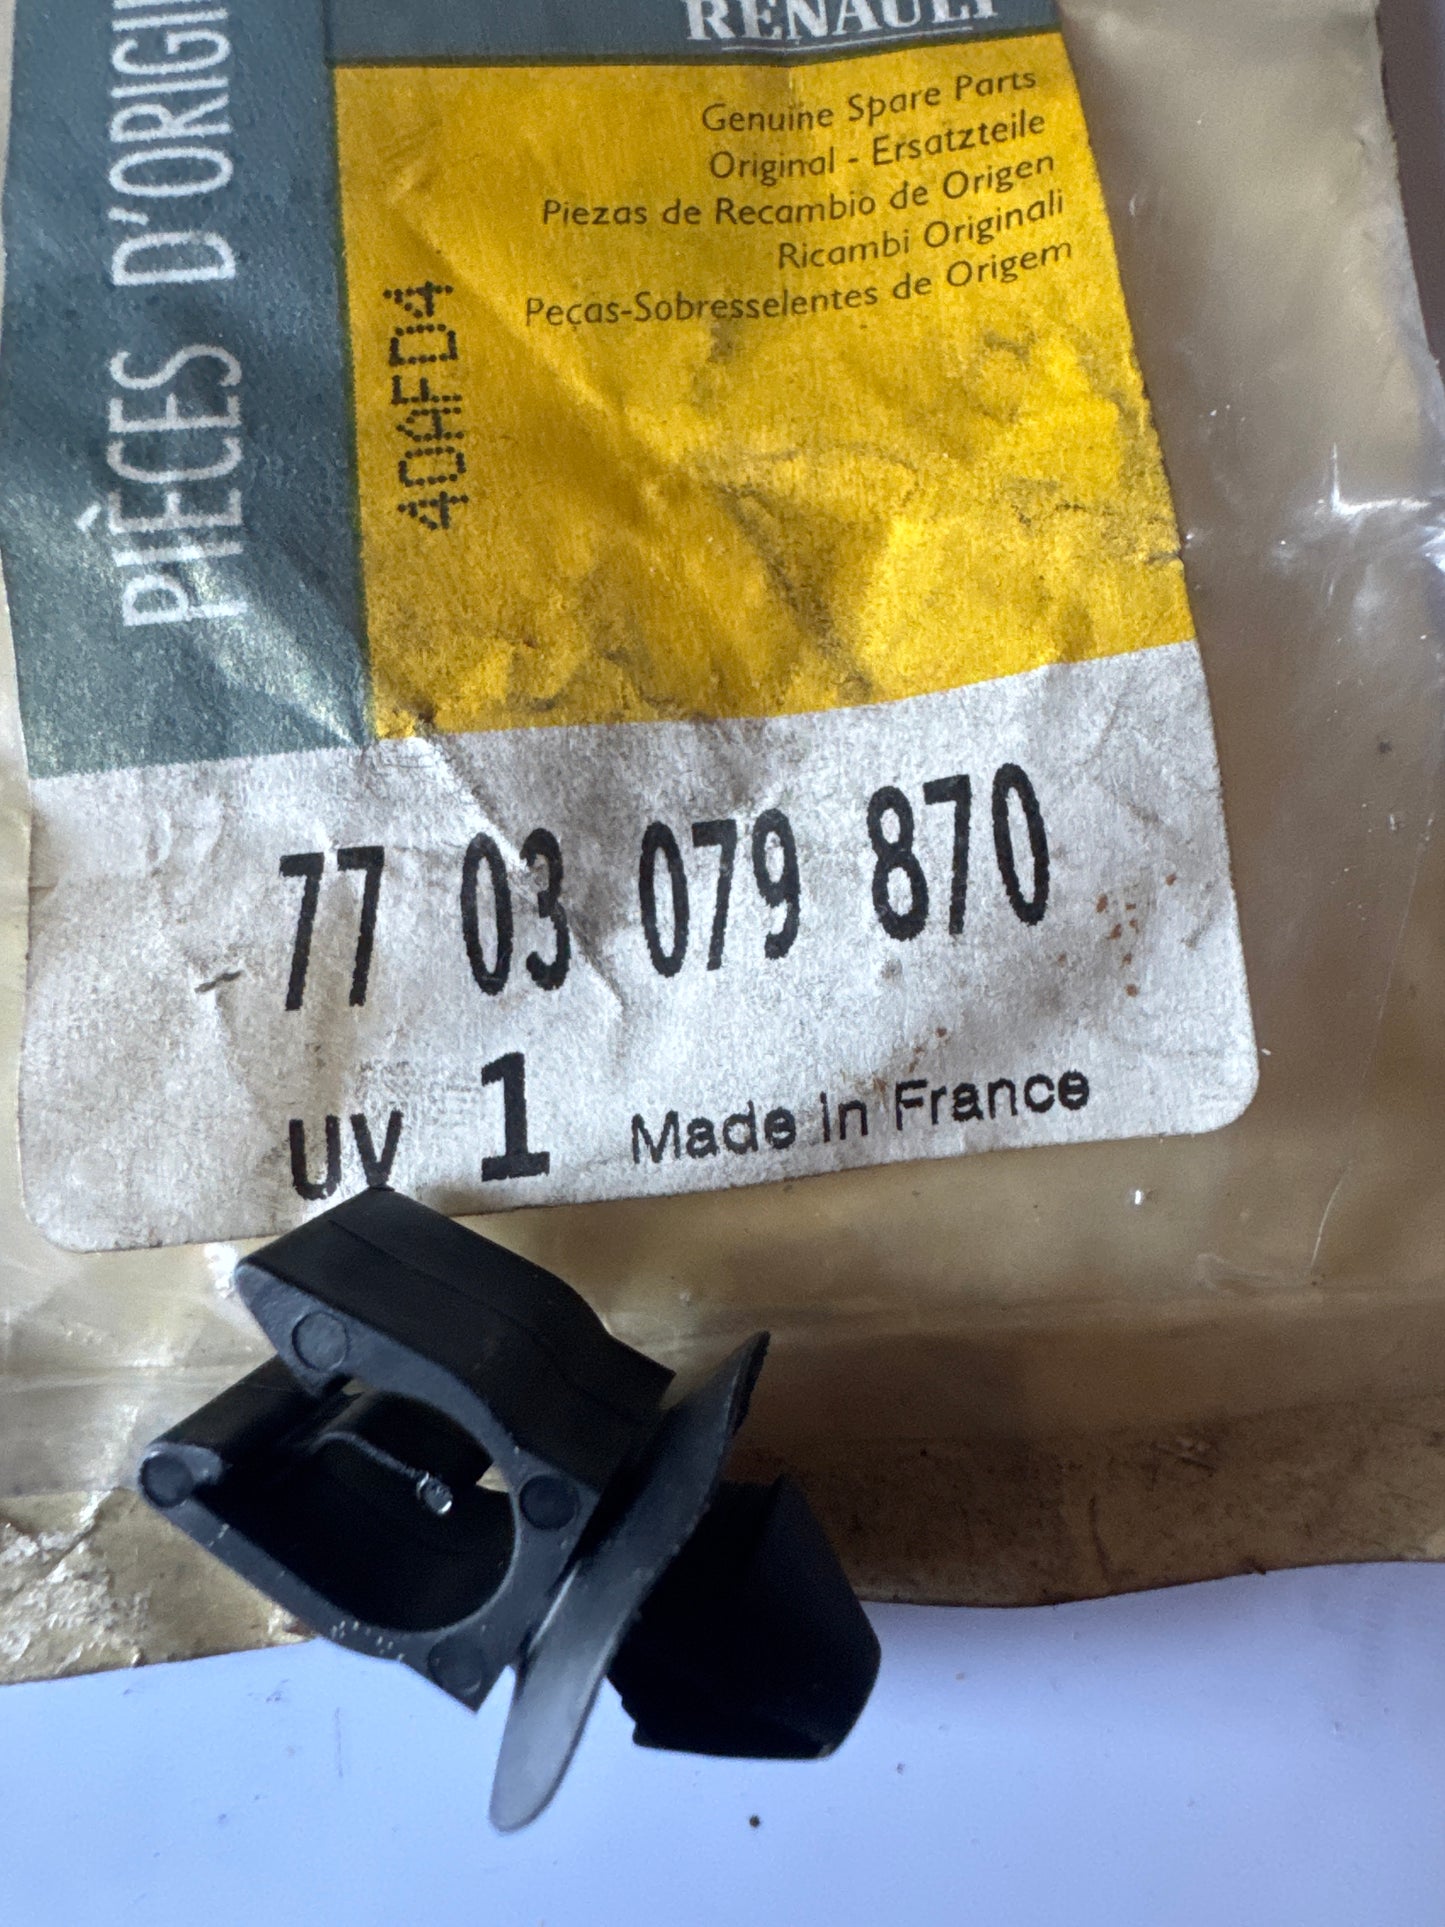 RENAULT
PIÈCES D'ORIGI
Genuine Spare Parts
Original - Ersatzteile
Piezas de Recambio de Origen
Ricambi Originali
Peças-Sobresselentes de Origem
40AFD4
77 03 079 870
UV 1 Made in France